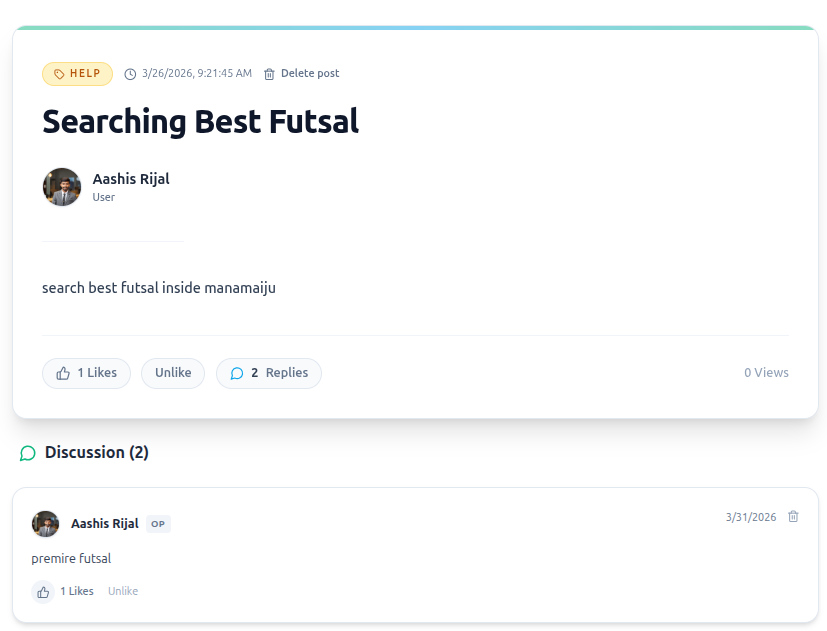 HELP 3/26/2026, 9:21:45 AM Delete post
Searching Best Futsal
Aashis Rijal
User
search best futsal inside manamaiju
1 Likes Unlike 2 Replies 0 Views
Discussion (2)
Aashis Rijal OP 3/31/2026
premire futsal
1 Likes Unlike